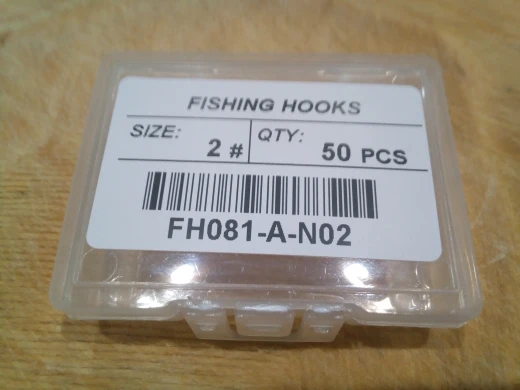 FISHING HOOKS
SIZE: 2 # QTY: 50 PCS
FH081-A-N02